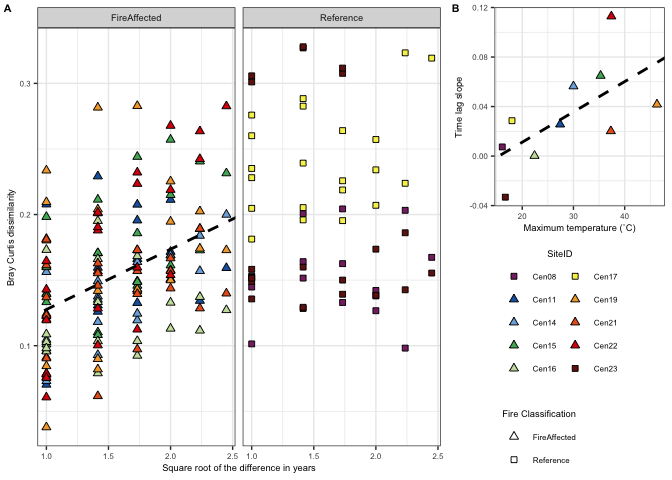 A
FireAffected
Reference
0.3
0.2
0.1
Bray Curtis dissimilarity
1.0 1.5 2.0 2.5 1.0 1.5 2.0 2.5
Square root of the difference in years
B
0.12
0.08
0.04
0.00
-0.04
Time lag slope
20 40
Maximum temperature (˚C)
SiteID
Cen08 Cen17
Cen11 Cen19
Cen14 Cen21
Cen15 Cen22
Cen16 Cen23
Fire Classification
FireAffected
Reference